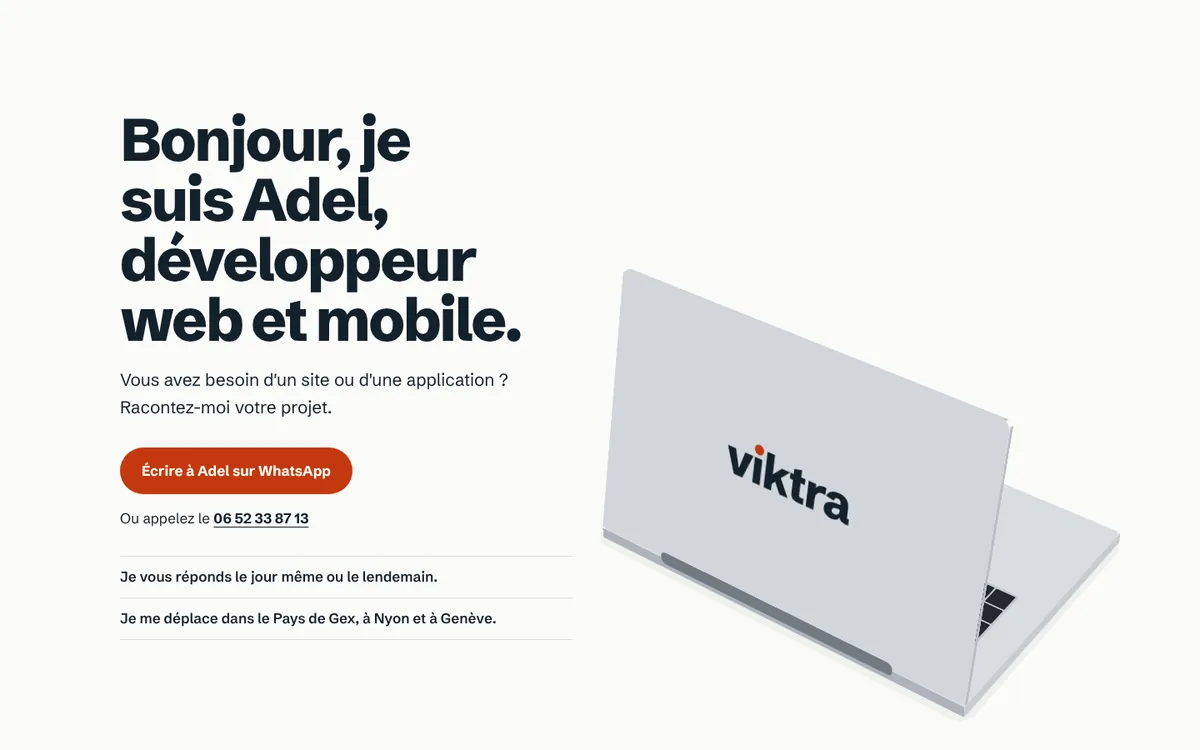 Bonjour, je
suis Adel,
développeur
web et mobile.
Vous avez besoin d'un site ou d'une application ?
Racontez-moi votre projet.
Écrire à Adel sur WhatsApp
Ou appelez le 06 52 33 87 13
Je vous réponds le jour même ou le lendemain.
Je me déplace dans le Pays de Gex, à Nyon et à Genève.
viktra